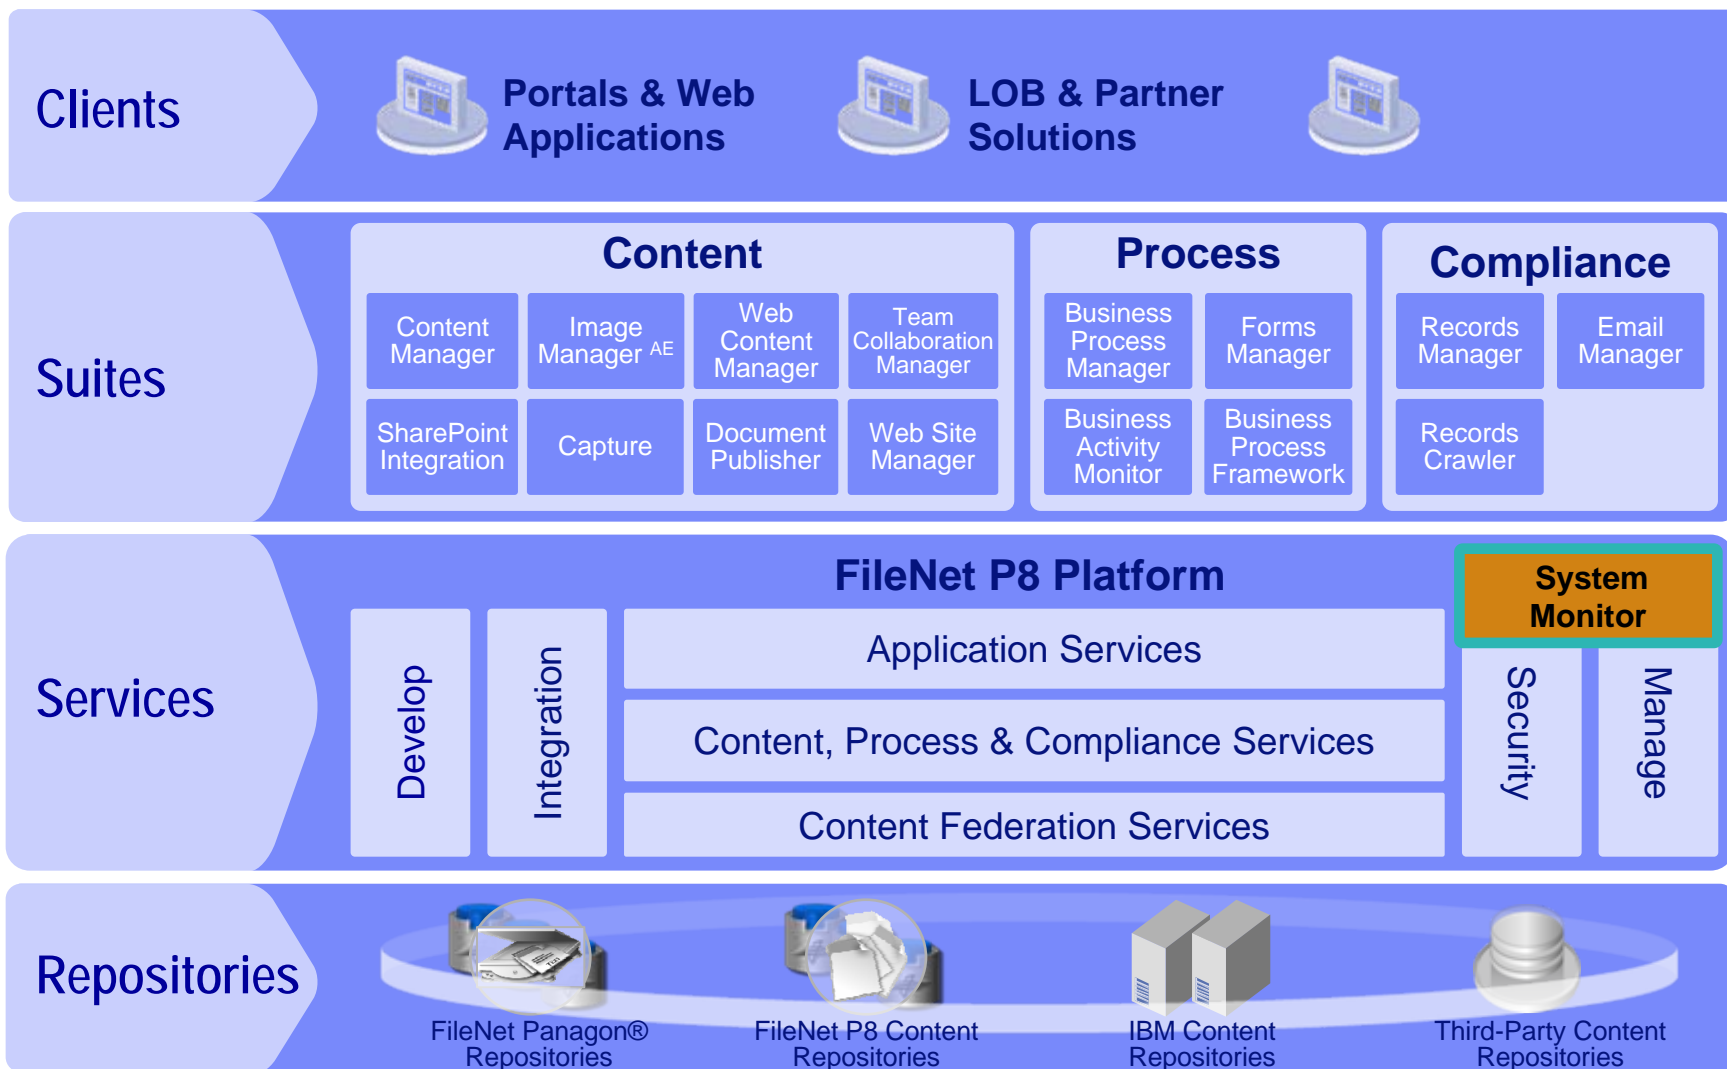 Clients
Portals & Web
Applications
LOB & Partner
Solutions
Suites
Content
Content
Manager
Image
Manager AE
Web
Content
Manager
Team
Collaboration
Manager
SharePoint
Integration
Capture
Document
Publisher
Web Site
Manager
Process
Business
Process
Manager
Forms
Manager
Business
Activity
Monitor
Business
Process
Framework
Compliance
Records
Manager
Email
Manager
Records
Crawler
Services
FileNet P8 Platform
System
Monitor
Develop
Integration
Application Services
Content, Process & Compliance Services
Content Federation Services
Security
Manage
Repositories
FileNet Panagon®
Repositories
FileNet P8 Content
Repositories
IBM Content
Repositories
Third-Party Content
Repositories